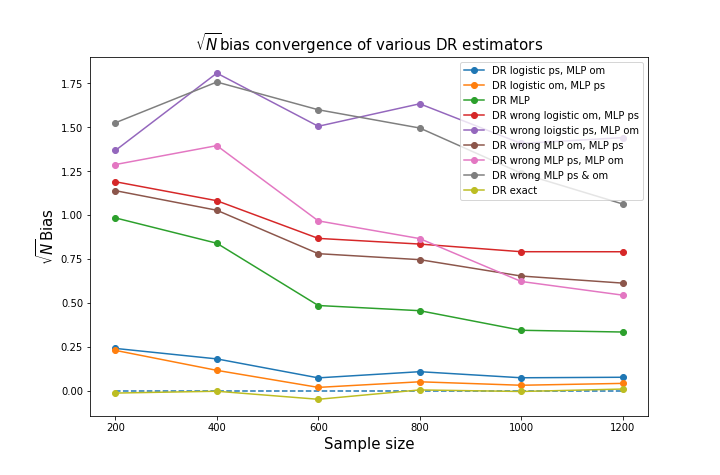 √N bias convergence of various DR estimators
DR logistic ps, MLP om
DR logistic om, MLP ps
DR MLP
DR wrong logistic om, MLP ps
DR wrong loigstic ps, MLP om
DR wrong MLP om, MLP ps
DR wrong MLP ps, MLP om
DR wrong MLP ps & om
DR exact
√N Bias
1.75
1.50
1.25
1.00
0.75
0.50
0.25
0.00
200 400 600 800 1000 1200
Sample size